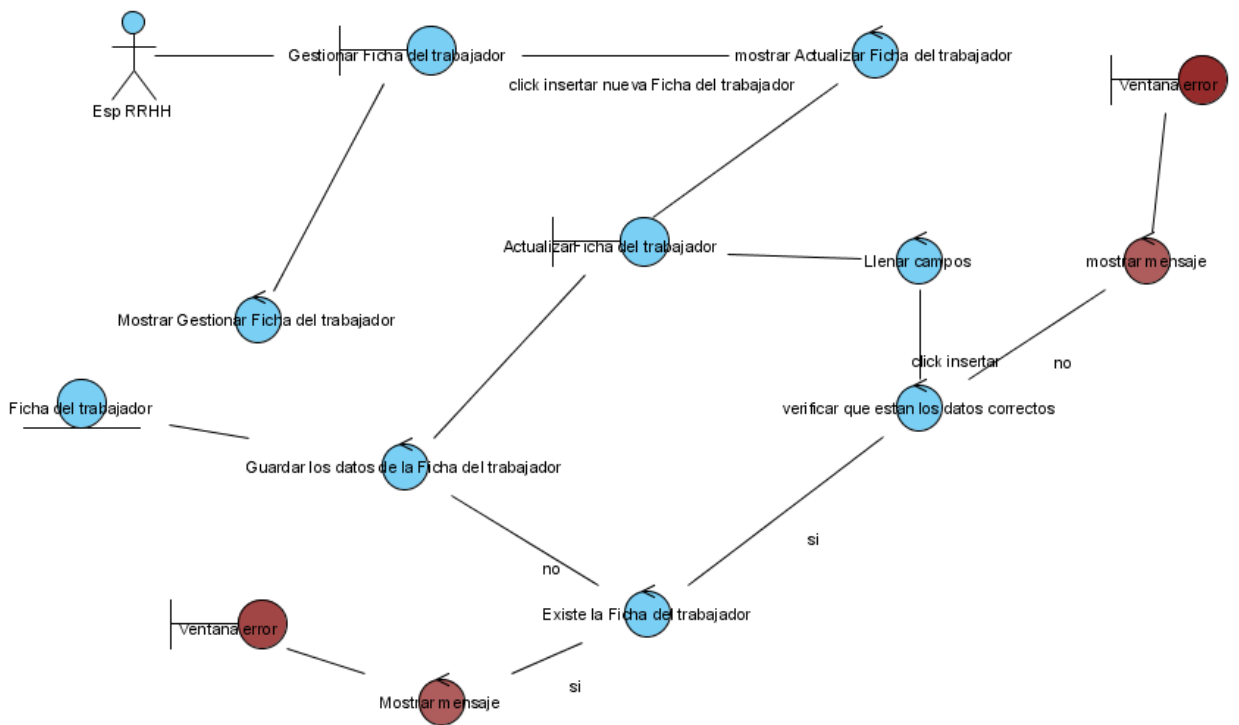 Gestionar Ficha del trabajador
mostrar Actualizar Ficha del trabajador
click insertar nueva Ficha del trabajador
Ventana error
Esp RRHH
Actualizar Ficha del trabajador
Llenar campos
mostrar mensaje
Mostrar Gestionar Ficha del trabajador
click insertar
no
Ficha del trabajador
verificar que estan los datos correctos
Guardar los datos de la Ficha del trabajador
si
no
Existe la Ficha del trabajador
Ventana error
si
Mostrar mensaje